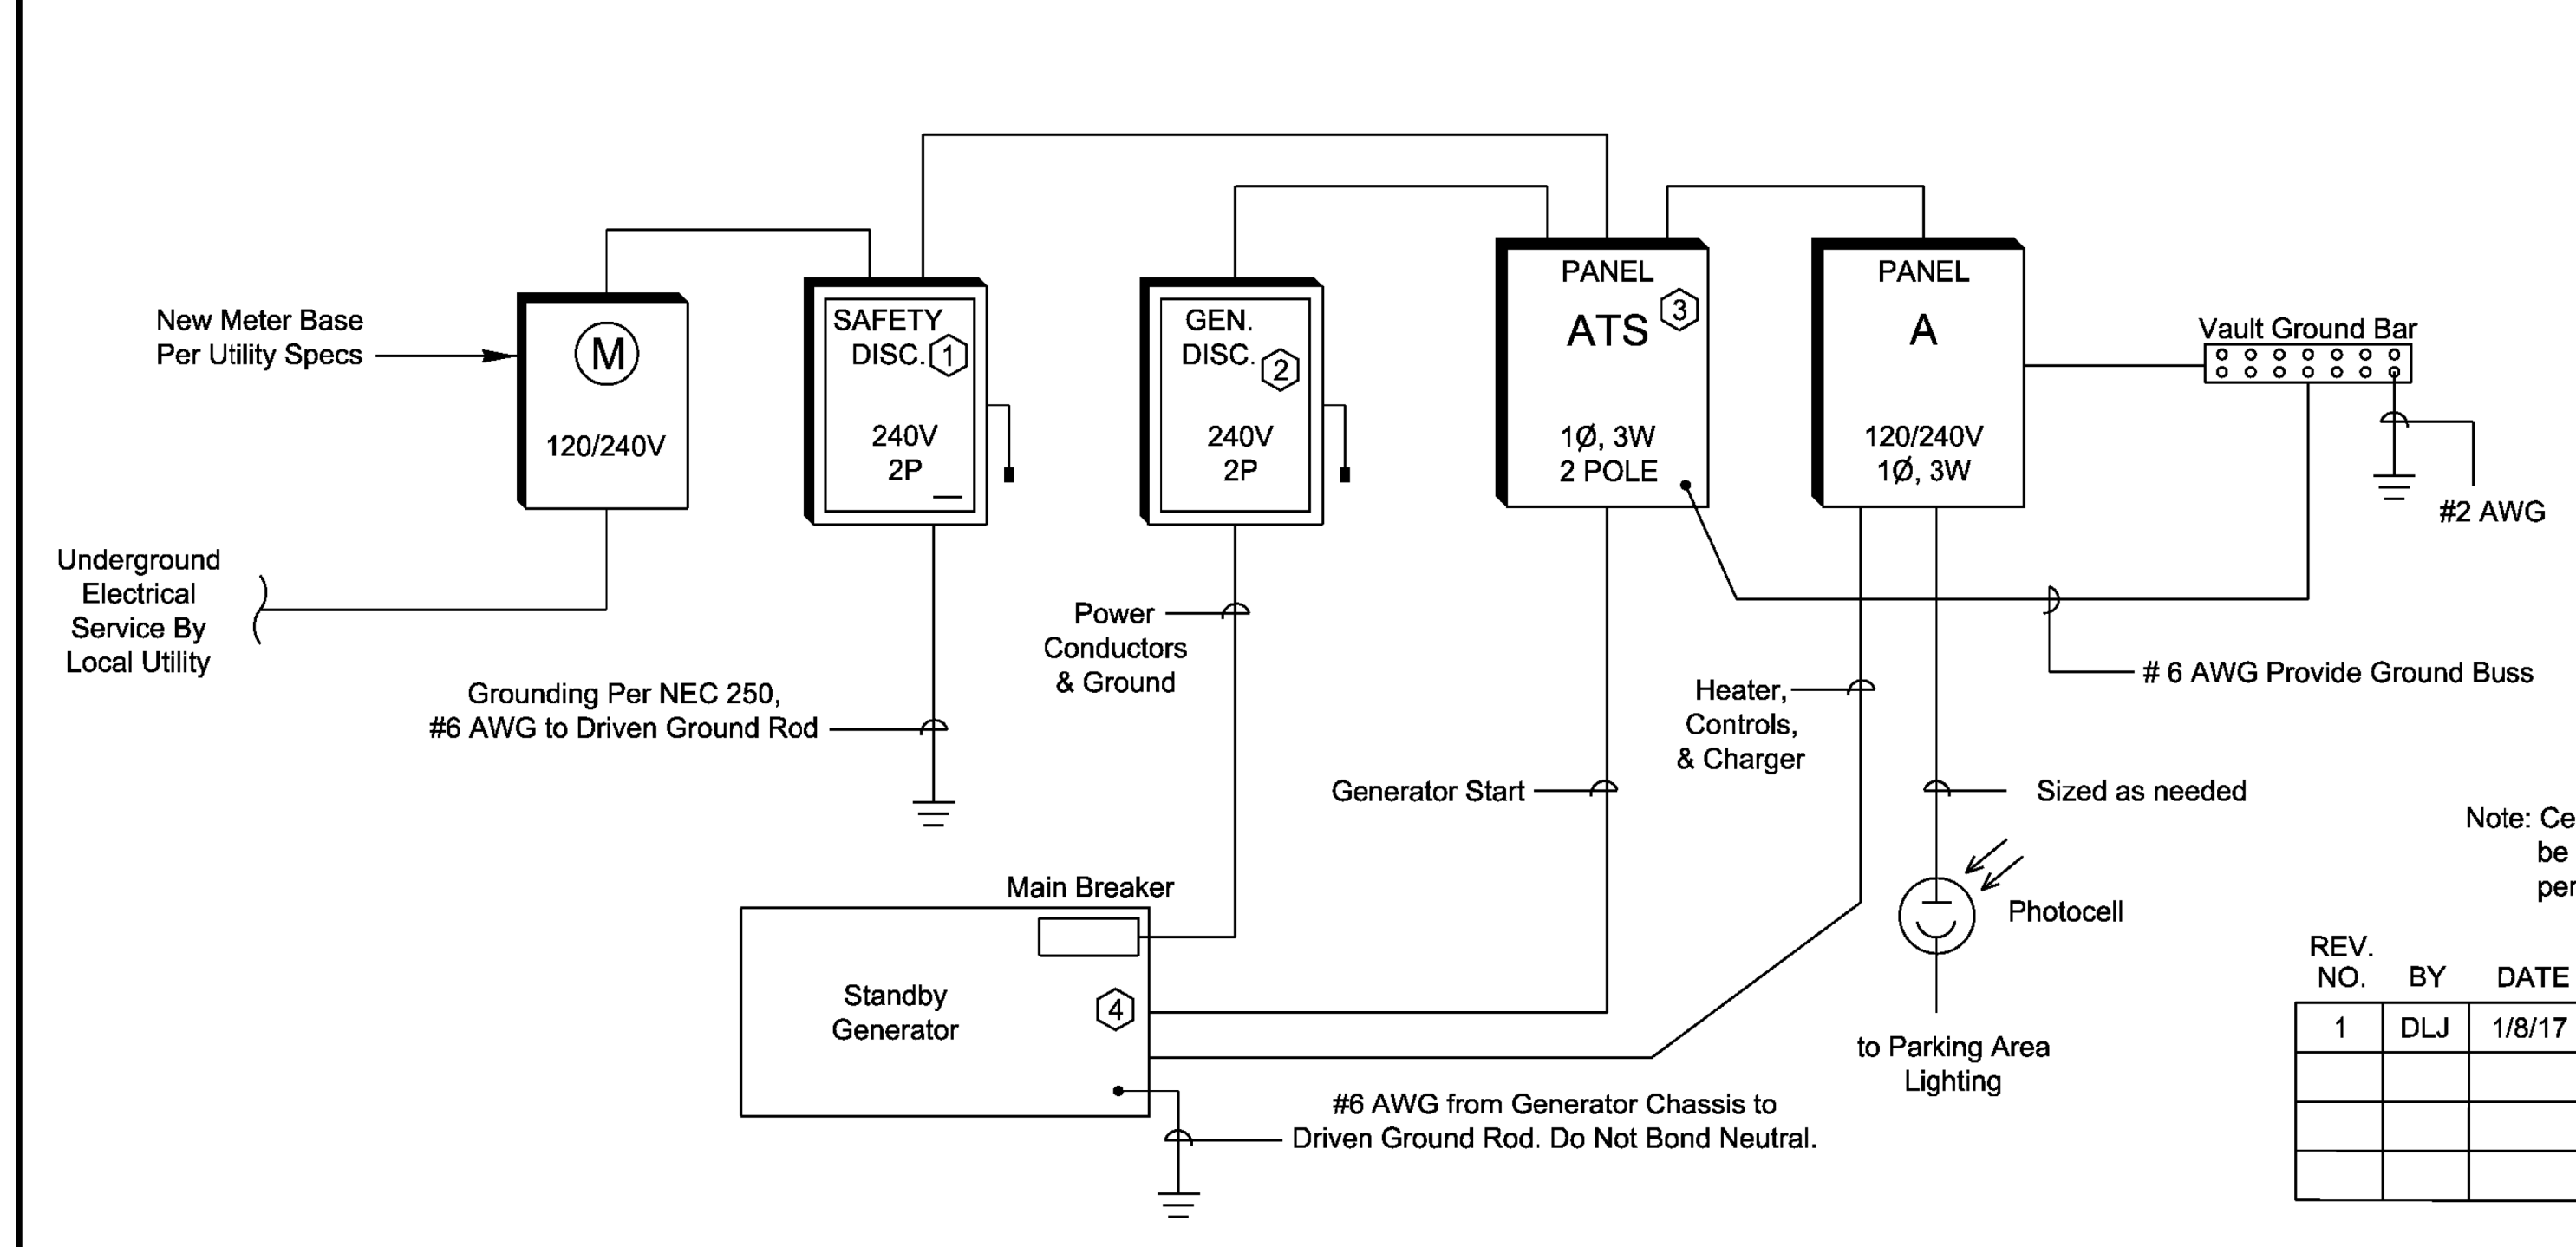 New Meter Base
Per Utility Specs
M
120/240V
Underground
Electrical
Service By
Local Utility
SAFETY
DISC. 1
240V
2P
Grounding Per NEC 250,
#6 AWG to Driven Ground Rod
GEN.
DISC. 2
240V
2P
Power
Conductors
& Ground
PANEL
ATS 3
1Ø, 3W
2 POLE
PANEL
A
120/240V
1Ø, 3W
Vault Ground Bar
#2 AWG
# 6 AWG Provide Ground Buss
Heater,
Controls,
& Charger
Generator Start
Sized as needed
Photocell
to Parking Area
Lighting
Main Breaker
Standby
Generator
4
#6 AWG from Generator Chassis to
Driven Ground Rod. Do Not Bond Neutral.
Note: Ce
be
per
REV.
NO. BY DATE
1 DLJ 1/8/17